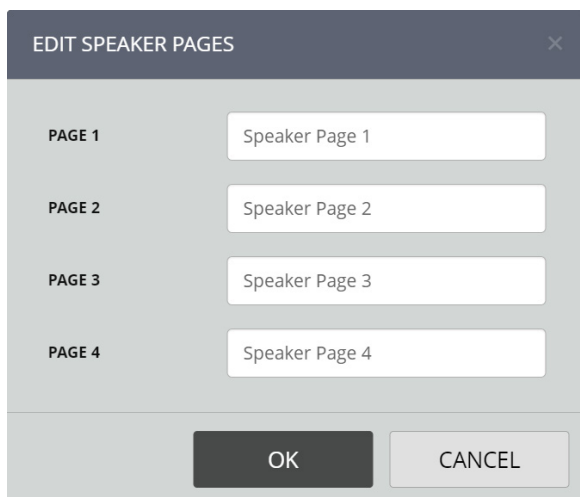 EDIT SPEAKER PAGES ×
PAGE 1 Speaker Page 1
PAGE 2 Speaker Page 2
PAGE 3 Speaker Page 3
PAGE 4 Speaker Page 4
OK CANCEL